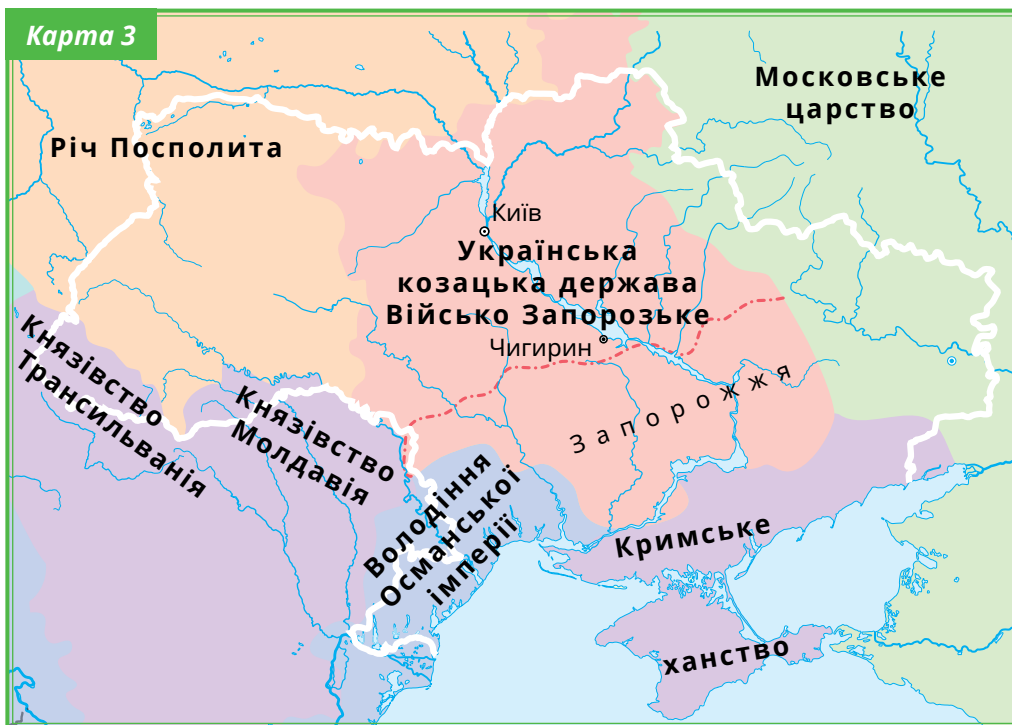 Карта 3
Московське
царство
Річ Посполита
Київ
Українська
козацька держава
Військо Запорозьке
Чигирин
Князівство
Трансильванія
Князівство
Молдавія
Запорожжя
Володіння
Османської
імперії
Кримське
ханство